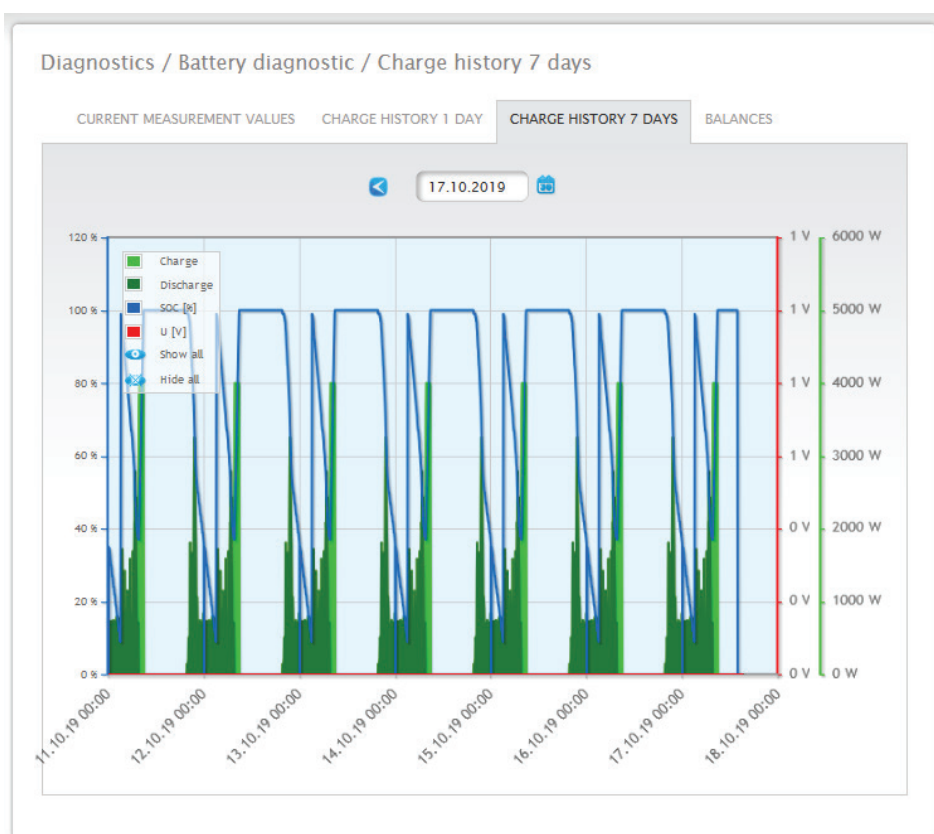 Diagnostics / Battery diagnostic / Charge history 7 days
CURRENT MEASUREMENT VALUES CHARGE HISTORY 1 DAY CHARGE HISTORY 7 DAYS BALANCES
17.10.2019
120 % 1 V 6000 W
Charge
Discharge
100 % SOC [%] 1 V 5000 W
U [V]
Show all
80 % Hide all 1 V 4000 W
60 % 1 V 3000 W
40 % 0 V 2000 W
20 % 0 V 1000 W
0 % 0 V 0 W
11.10.19 00:00 12.10.19 00:00 13.10.19 00:00 14.10.19 00:00 15.10.19 00:00 16.10.19 00:00 17.10.19 00:00 18.10.19 00:00